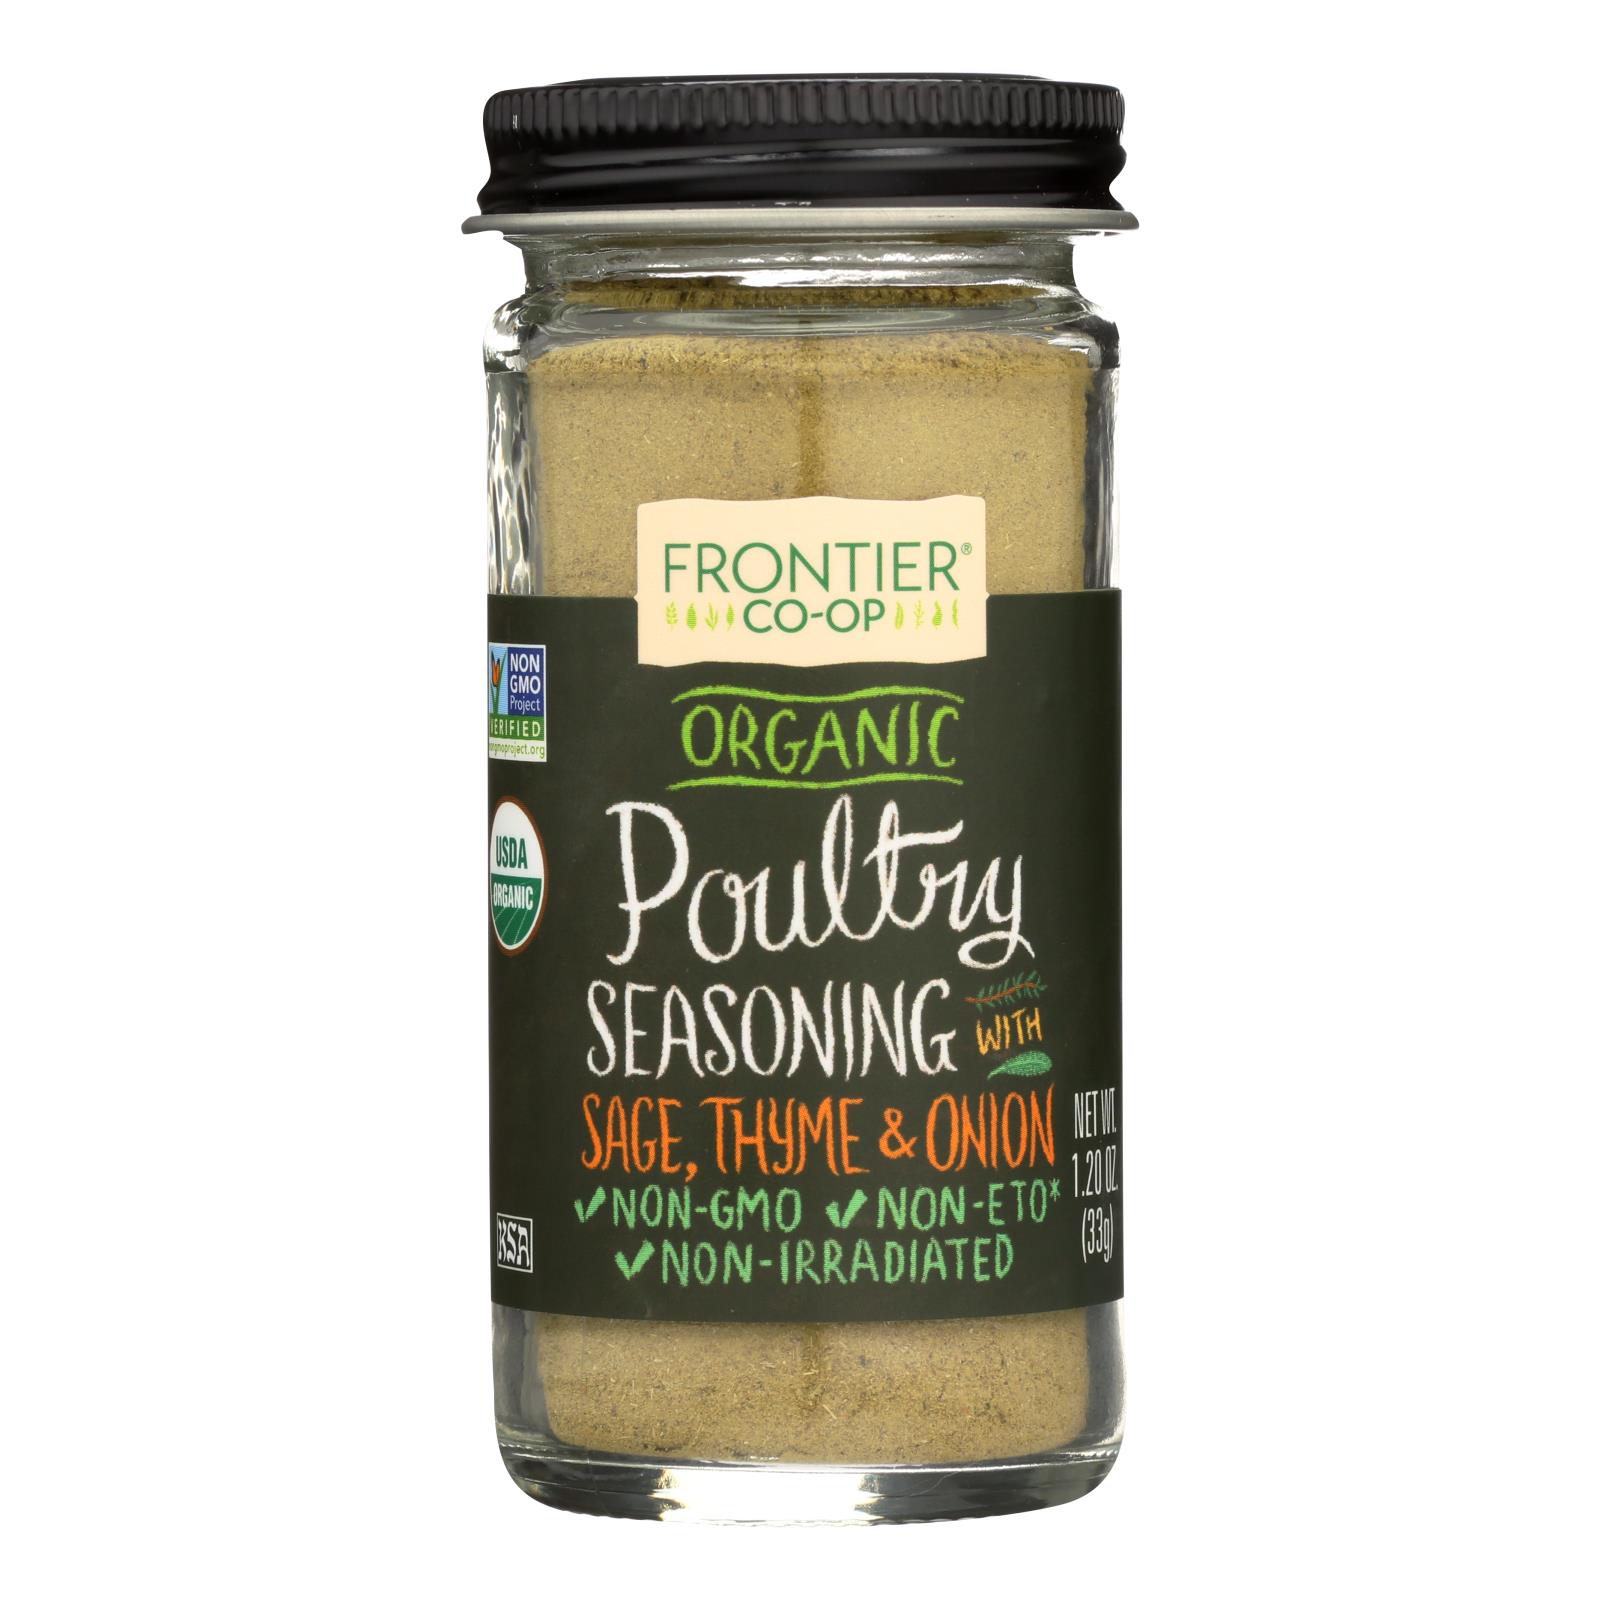 FRONTIER®
CO-OP
NON
GMO
Project
VERIFIED
nongmoproject.org
ORGANIC
USDA
ORGANIC
Poultry
SEASONING WITH
SAGE, THYME & ONION
✓NON-GMO ✓NON-ETO*
✓NON-IRRADIATED
NET WT.
1.20 OZ.
(33g)
KSA